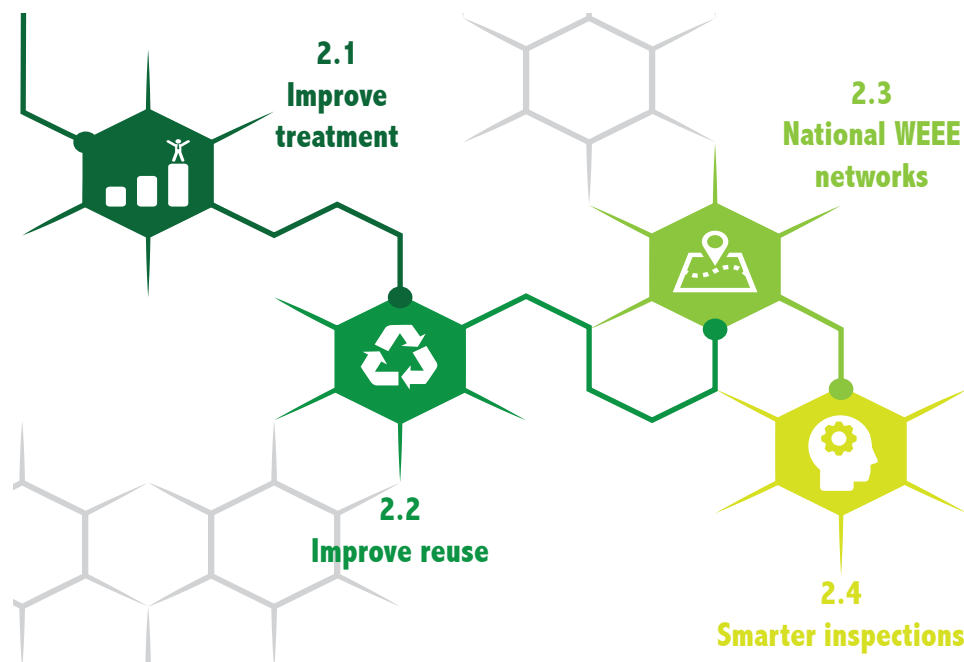 2.1
Improve
treatment
2.2
Improve reuse
2.3
National WEEE
networks
2.4
Smarter inspections